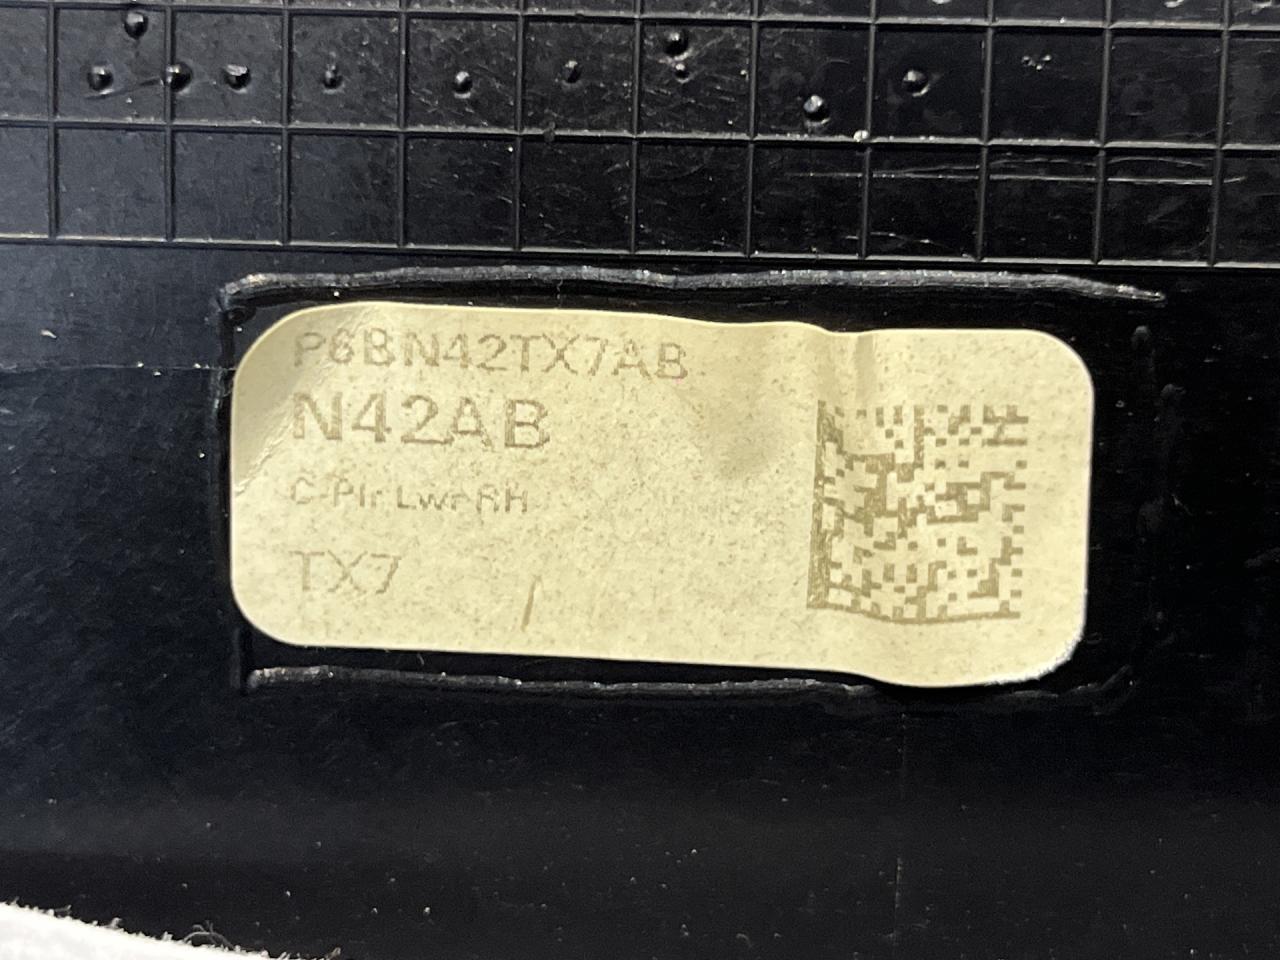 P6BN42TX7AB
N42AB
C-Plr Lwr RH
TX7